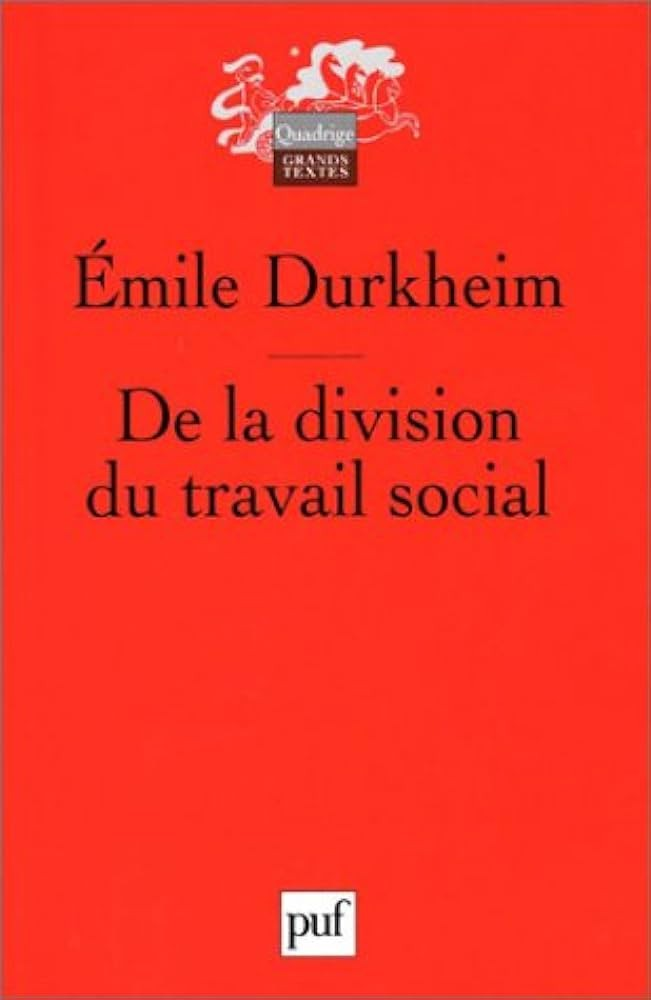 Quadrige
GRANDS
TEXTES
Émile Durkheim
De la division
du travail social
puf